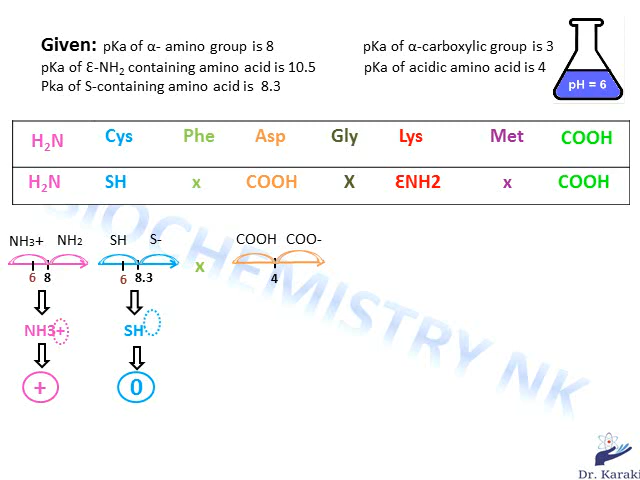 Given: pKa of α- amino group is 8 pKa of α-carboxylic group is 3
pKa of Ɛ-NH2 containing amino acid is 10.5 pKa of acidic amino acid is 4
Pka of S-containing amino acid is 8.3
pH = 6
H2N Cys Phe Asp Gly Lys Met COOH
H2N SH x COOH X ƐNH2 x COOH
BIOCHEMISTRY NK
NH3+ NH2 SH S- COOH COO-
x
6 8 6 8.3 4
NH3+ SH
+ 0
Dr. Karaki